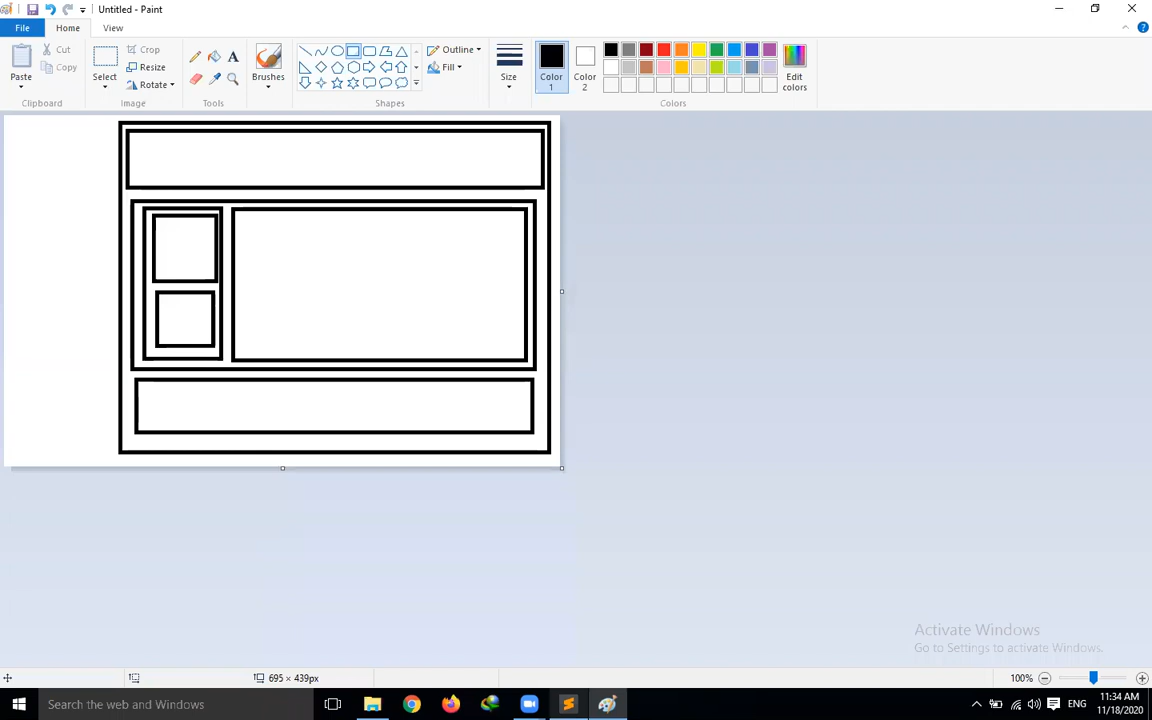 Untitled - Paint
File
Home
View
Paste
Cut
Copy
Clipboard
Select
Crop
Resize
Rotate
Image
Tools
Brushes
Shapes
Outline
Fill
Size
Color
1
Color
2
Edit
colors
Colors
Activate Windows
Go to Settings to activate Windows.
695 × 439px
100%
Search the web and Windows
ENG
11:34 AM
11/18/2020